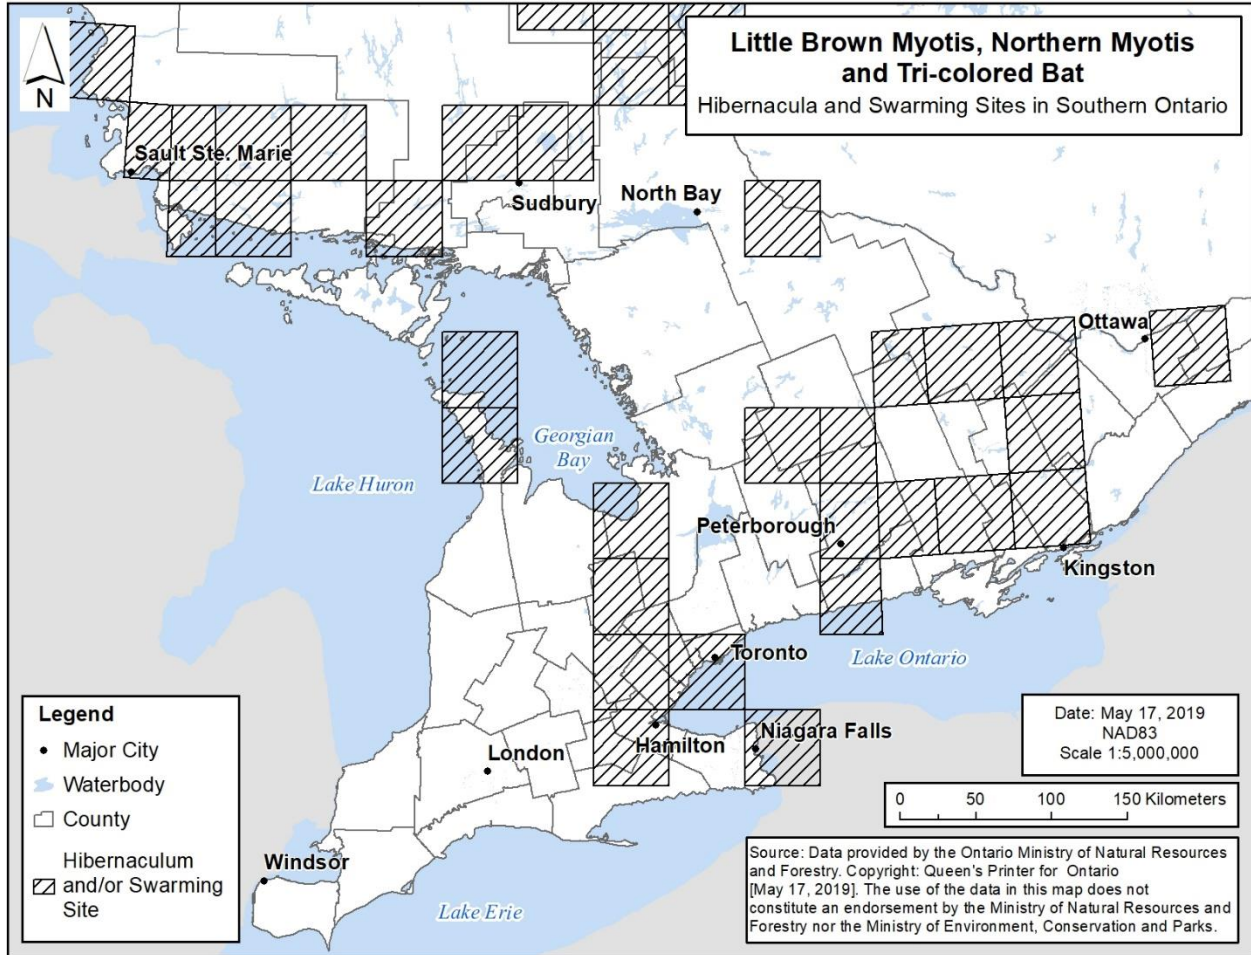 Little Brown Myotis, Northern Myotis
and Tri-colored Bat
Hibernacula and Swarming Sites in Southern Ontario
N
Sault Ste. Marie
Sudbury
North Bay
Ottawa
Georgian
Bay
Lake Huron
Peterborough
Kingston
Toronto
Lake Ontario
Hamilton
Niagara Falls
London
Windsor
Lake Erie
Legend
Major City
Waterbody
County
Hibernaculum
and/or Swarming
Site
Date: May 17, 2019
NAD83
Scale 1:5,000,000
0 50 100 150 Kilometers
Source: Data provided by the Ontario Ministry of Natural Resources
and Forestry. Copyright: Queen's Printer for Ontario
[May 17, 2019]. The use of the data in this map does not
constitute an endorsement by the Ministry of Natural Resources and
Forestry nor the Ministry of Environment, Conservation and Parks.